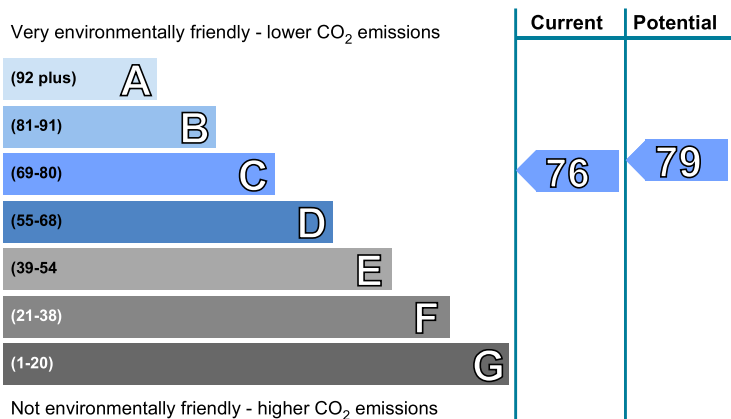 Very environmentally friendly - lower CO2 emissions
Current
Potential
(92 plus) A
(81-91) B
(69-80) C
(55-68) D
(39-54 E
(21-38) F
(1-20) G
76
79
Not environmentally friendly - higher CO2 emissions